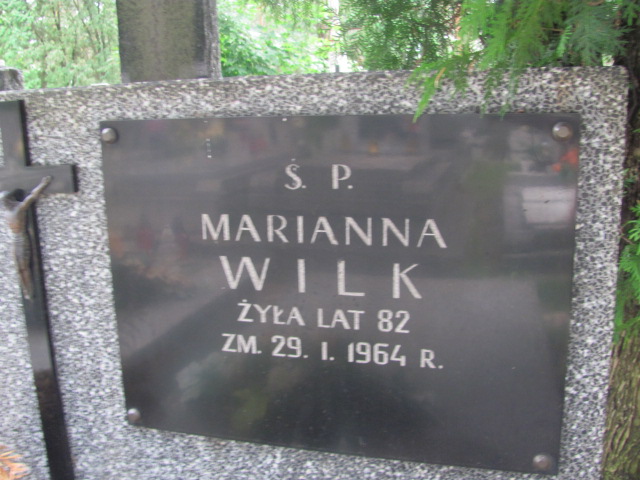 Ś. P.
MARIANNA
WILK
ŻYŁA LAT 82
ZM. 29. I. 1964 R.